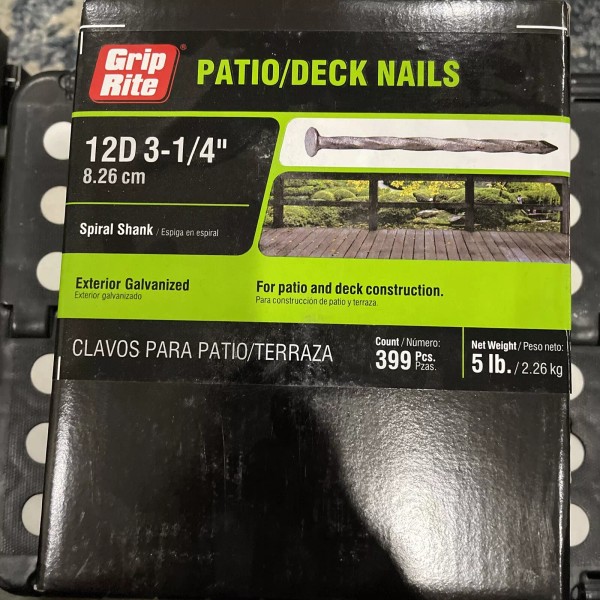 Grip Rite®
PATIO/DECK NAILS
12D 3-1/4"
8.26 cm
Spiral Shank / Espiga en espiral
Exterior Galvanized
Exterior galvanizado
For patio and deck construction.
Para construcción de patio y terraza.
CLAVOS PARA PATIO/TERRAZA
Count / Número:
399 Pcs. Pzas.
Net Weight / Peso neto:
5 lb. / 2.26 kg